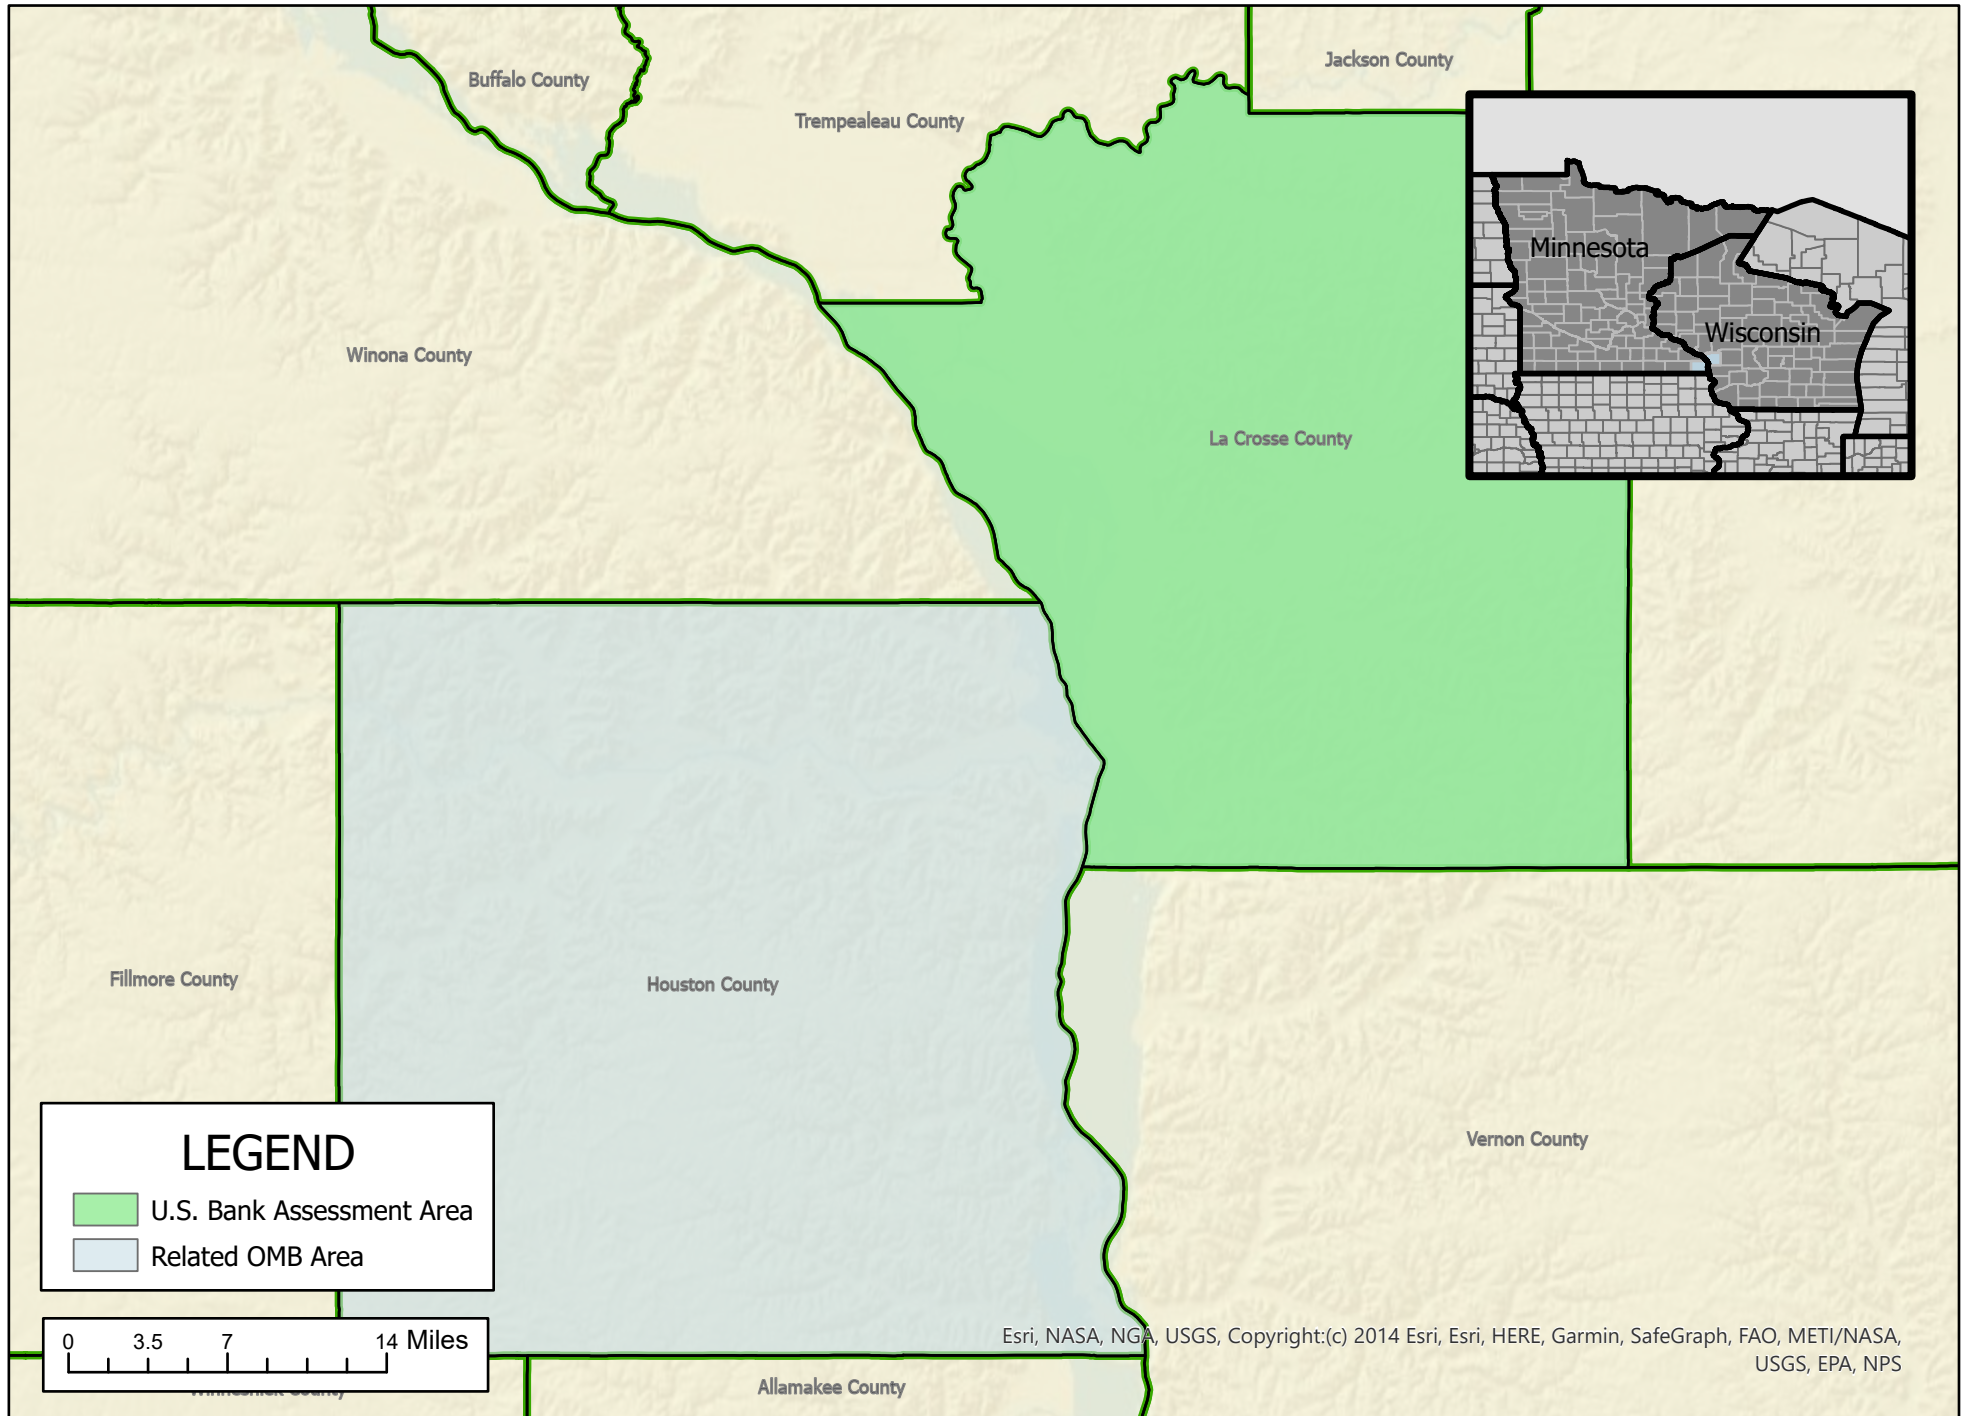 Jackson County
Buffalo County
Trempealeau County
Minnesota
Wisconsin
Winona County
La Crosse County
Fillmore County
Houston County
Vernon County
LEGEND
U.S. Bank Assessment Area
Related OMB Area
0 3.5 7 14 Miles
Esri, NASA, NGA, USGS, Copyright:(c) 2014 Esri, Esri, HERE, Garmin, SafeGraph, FAO, METI/NASA,
USGS, EPA, NPS
Allamakee County